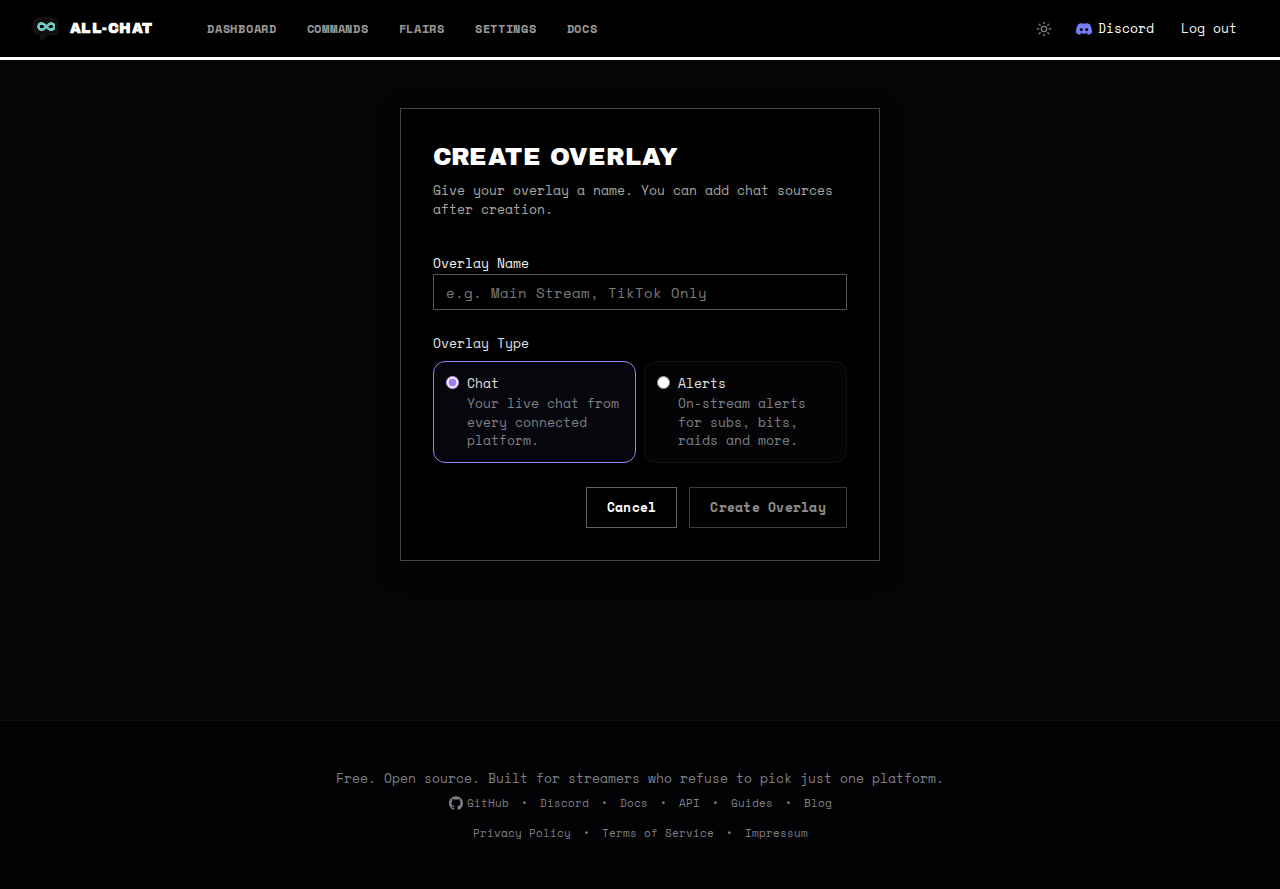 ALL-CHAT
DASHBOARD COMMANDS FLAIRS SETTINGS DOCS
Discord Log out
CREATE OVERLAY
Give your overlay a name. You can add chat sources
after creation.
Overlay Name
e.g. Main Stream, TikTok Only
Overlay Type
Chat
Your live chat from
every connected
platform.
Alerts
On-stream alerts
for subs, bits,
raids and more.
Cancel Create Overlay
Free. Open source. Built for streamers who refuse to pick just one platform.
GitHub • Discord • Docs • API • Guides • Blog
Privacy Policy • Terms of Service • Impressum